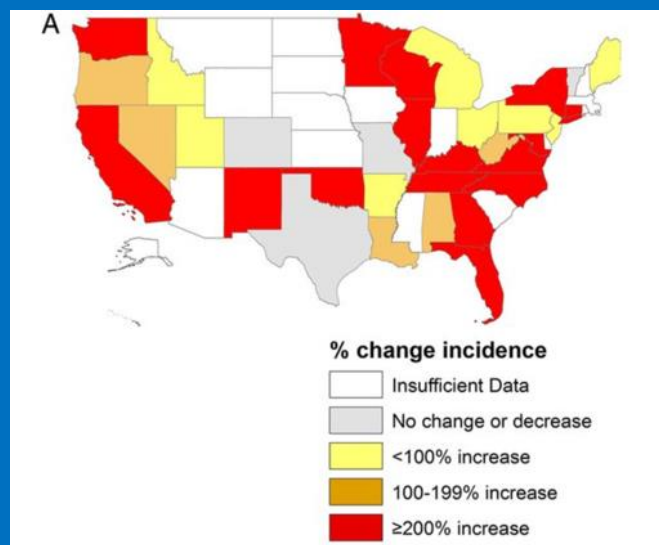 A
% change incidence
Insufficient Data
No change or decrease
<100% increase
100-199% increase
≥200% increase